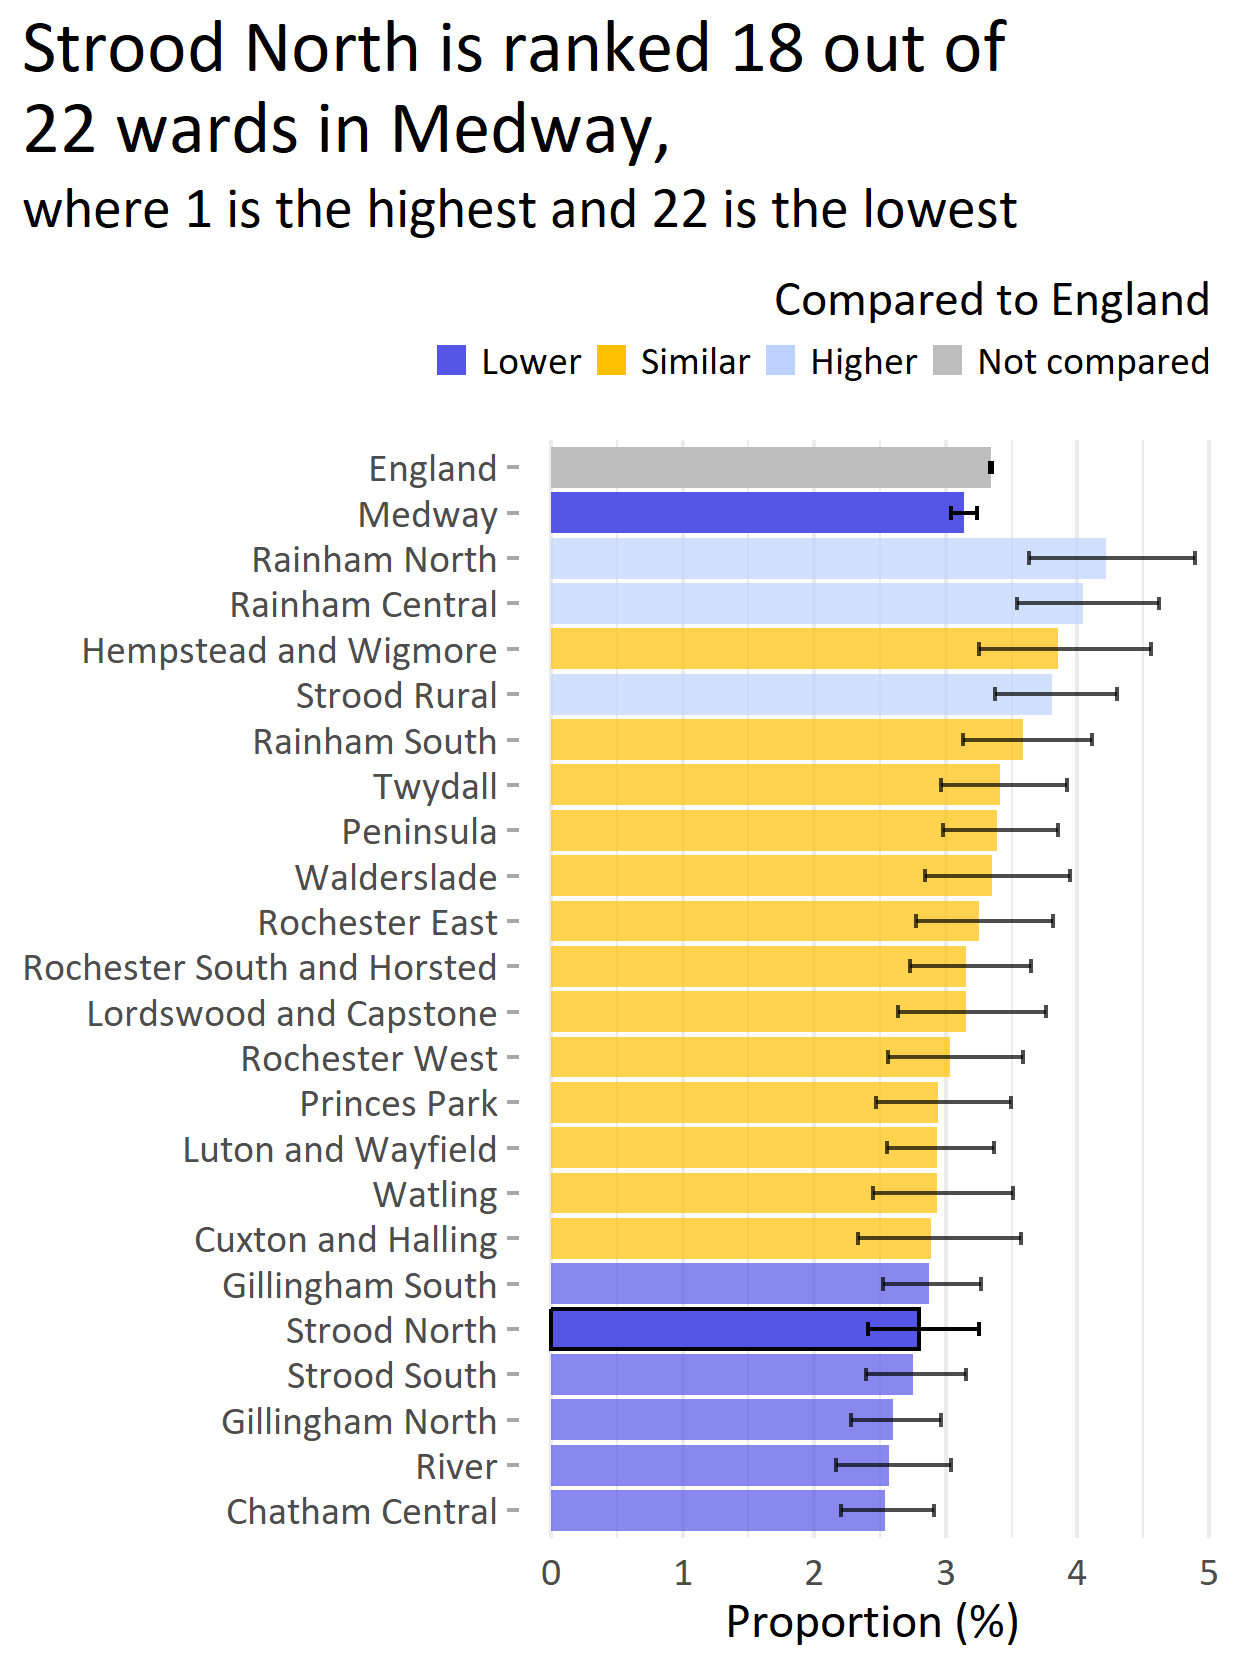 Strood North is ranked 18 out of
22 wards in Medway,
where 1 is the highest and 22 is the lowest
Compared to England
Lower Similar Higher Not compared
England
Medway
Rainham North
Rainham Central
Hempstead and Wigmore
Strood Rural
Rainham South
Twydall
Peninsula
Walderslade
Rochester East
Rochester South and Horsted
Lordswood and Capstone
Rochester West
Princes Park
Luton and Wayfield
Watling
Cuxton and Halling
Gillingham South
Strood North
Strood South
Gillingham North
River
Chatham Central
0 1 2 3 4 5
Proportion (%)